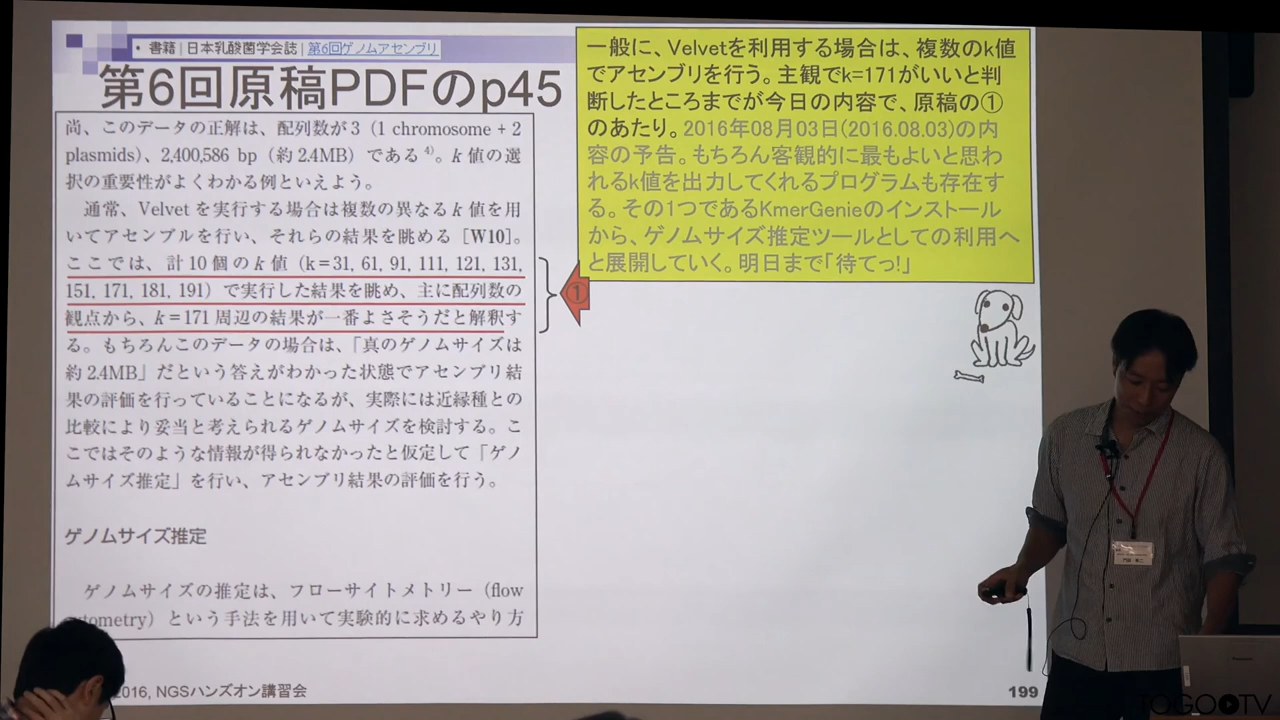 ・書籍 | 日本乳酸菌学会誌 | 第6回ゲノムアセンブリ
第6回原稿PDFのp45
尚、このデータの正解は、配列数が3（1 chromosome + 2
plasmids）、2,400,586 bp（約2.4MB）である4)。k 値の選
択の重要性がよくわかる例といえよう。
通常、Velvet を実行する場合は複数の異なる k 値を用
いてアセンブルを行い、それらの結果を眺める［W10］。
ここでは、計10個の k 値（k＝31, 61, 91, 111, 121, 131,
151, 171, 181, 191）で実行した結果を眺め、主に配列数の
観点から、k＝171 周辺の結果が一番よさそうだと解釈す
る。もちろんこのデータの場合は、「真のゲノムサイズは
約2.4MB」だという答えがわかった状態でアセンブリ結
果の評価を行っていることになるが、実際には近縁種との
比較により妥当と考えられるゲノムサイズを検討する。こ
こではそのような情報が得られなかったと仮定して「ゲノ
ムサイズ推定」を行い、アセンブリ結果の評価を行う。
ゲノムサイズ推定
ゲノムサイズの推定は、フローサイトメトリー（flow
ometry）という手法を用いて実験的に求めるやり方
①
一般に、Velvetを利用する場合は、複数のk値
でアセンブリを行う。主観でk=171がいいと判
断したところまでが今日の内容で、原稿の①
のあたり。2016年08月03日(2016.08.03)の内
容の予告。もちろん客観的に最もよいと思わ
れるk値を出力してくれるプログラムも存在す
る。その1つであるKmerGenieのインストール
から、ゲノムサイズ推定ツールとしての利用へ
と展開していく。明日まで「待てっ!」
2016, NGSハンズオン講習会
199
TOGOTV